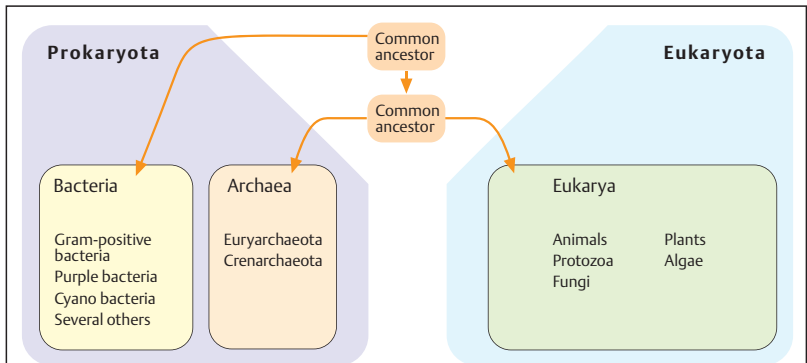 Prokaryota
Common
ancestor
Eukaryota
Common
ancestor
Bacteria
Gram-positive
bacteria
Purple bacteria
Cyano bacteria
Several others
Archaea
Euryarchaeota
Crenarchaeota
Eukarya
Animals
Protozoa
Fungi
Plants
Algae